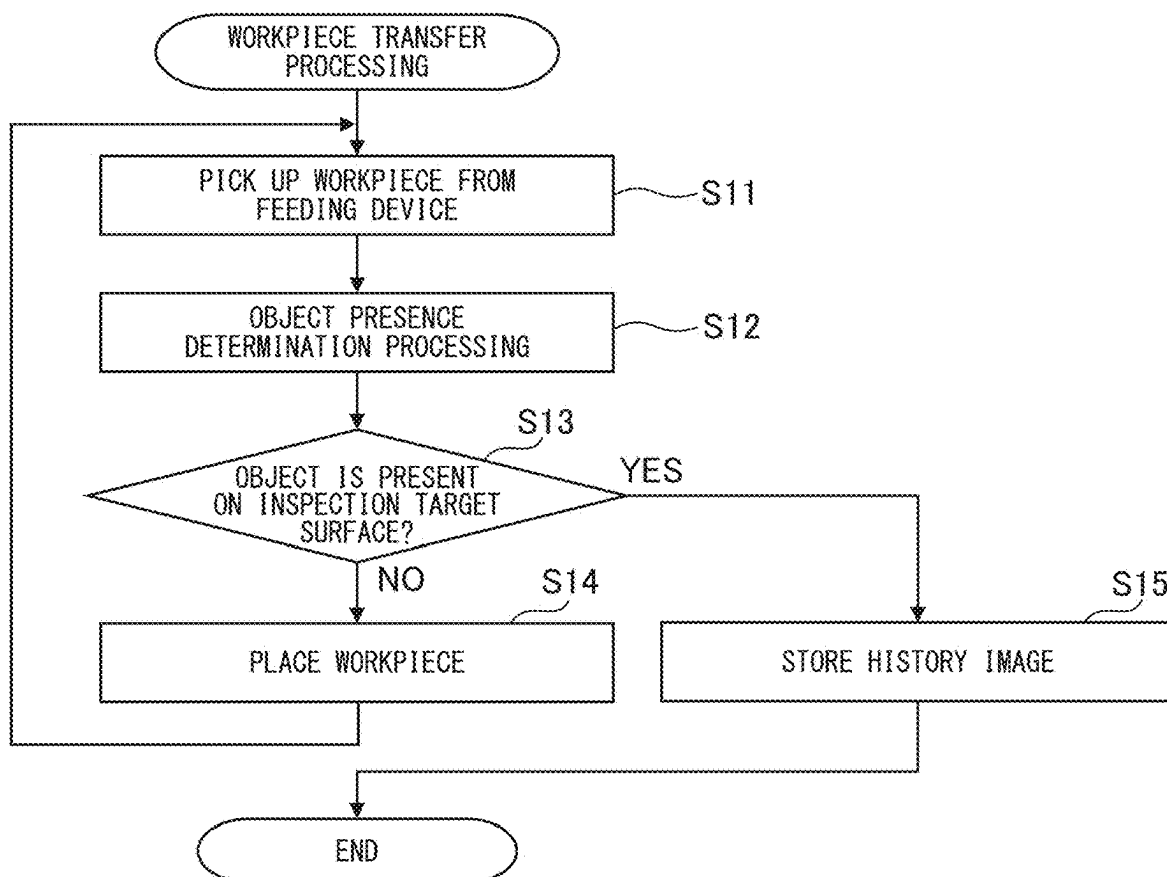 WORKPIECE TRANSFER
PROCESSING
PICK UP WORKPIECE FROM
FEEDING DEVICE
S11
OBJECT PRESENCE
DETERMINATION PROCESSING
S12
S13
OBJECT IS PRESENT
ON INSPECTION TARGET
SURFACE?
YES
NO
S14
PLACE WORKPIECE
S15
STORE HISTORY IMAGE
END